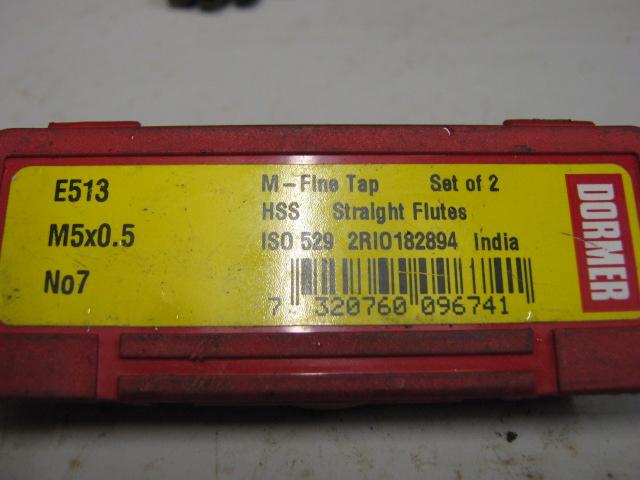 E513
M5x0.5
No7
M-Fine Tap Set of 2
HSS Straight Flutes
ISO 529 2RIO182894 India
7 320760 096741
DORMER